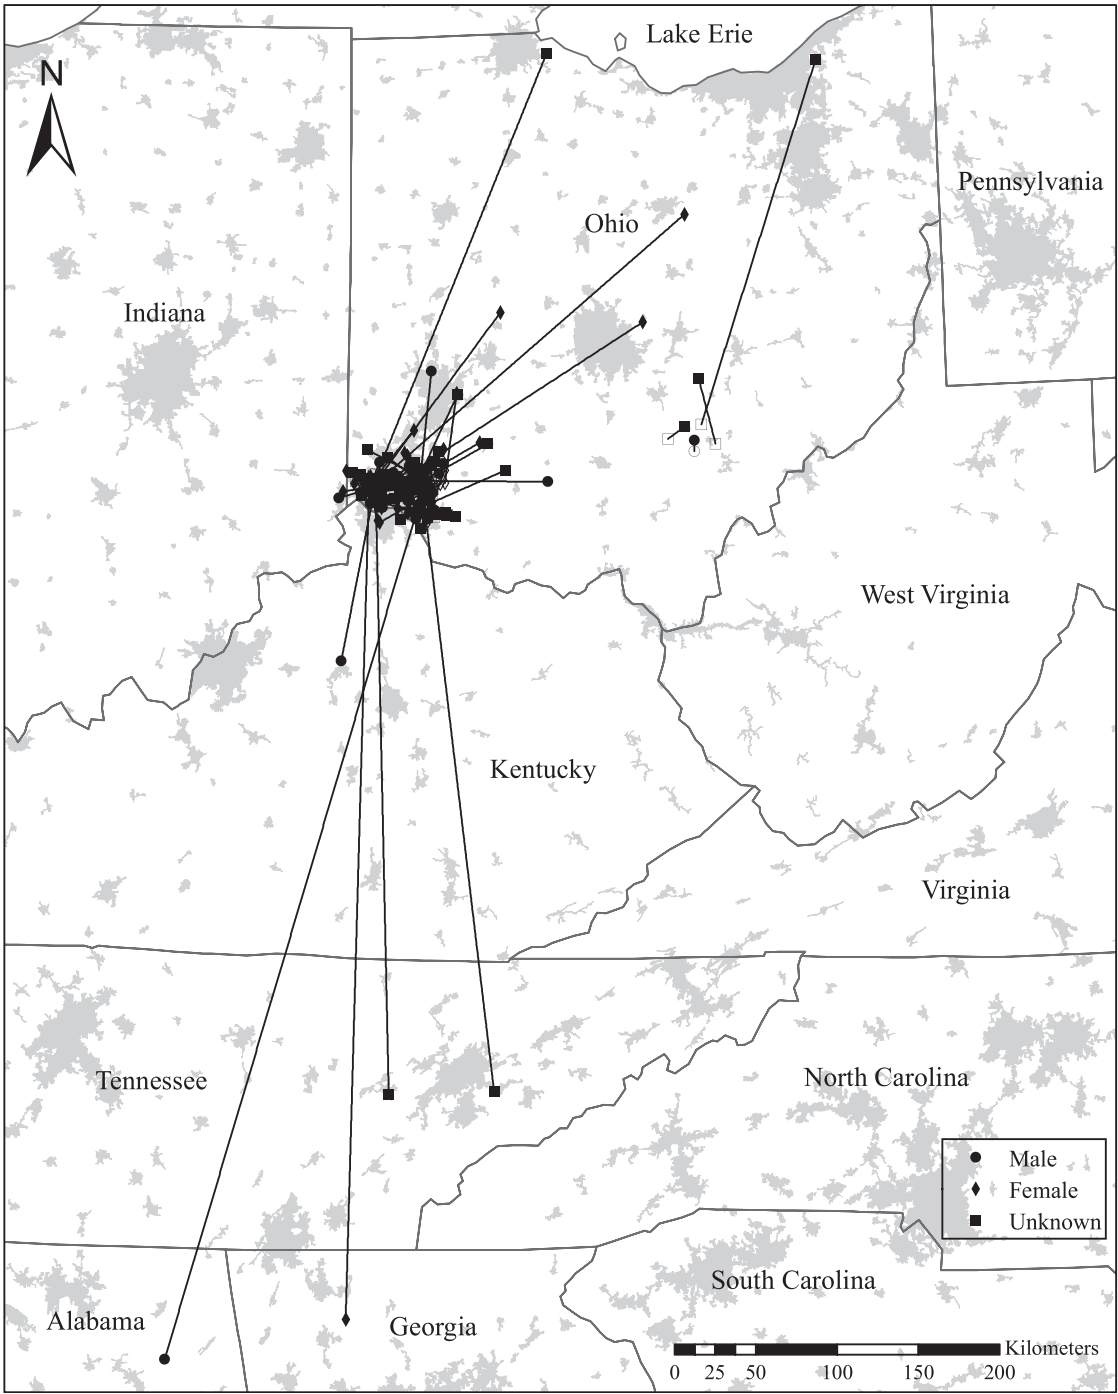 Lake Erie
N
Pennsylvania
Ohio
Indiana
West Virginia
Kentucky
Virginia
Tennessee
North Carolina
Male
Female
Unknown
South Carolina
Alabama
Georgia
Kilometers
0 25 50 100 150 200